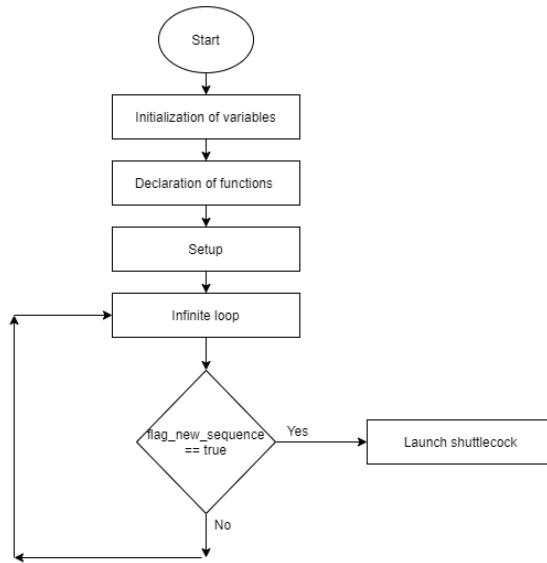 Start
Initialization of variables
Declaration of functions
Setup
Infinite loop
flag_new_sequence
== true
Yes
Launch shuttlecock
No